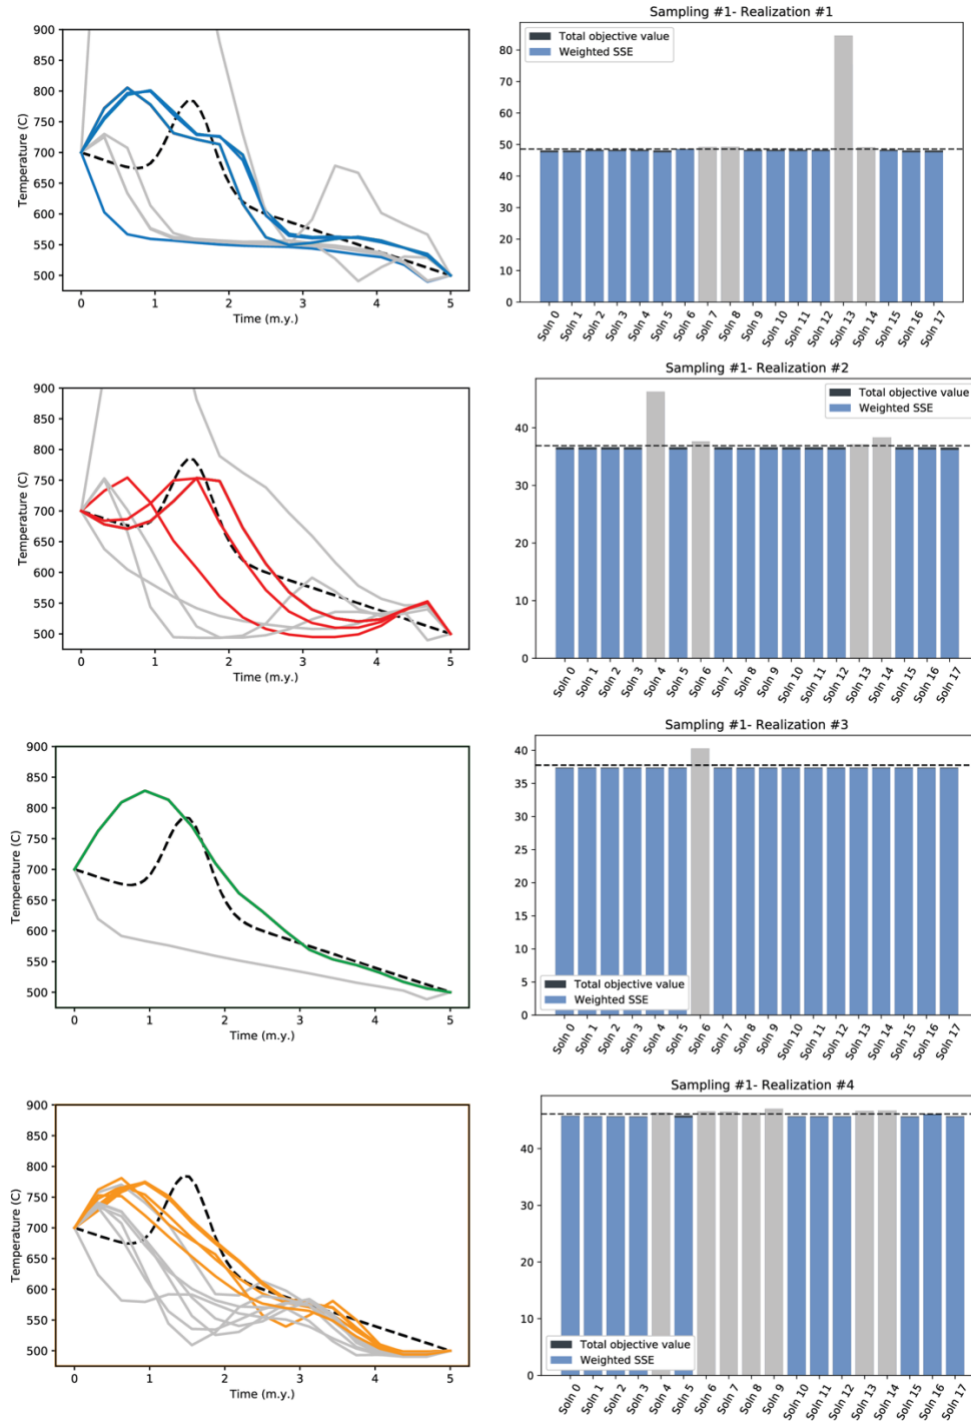 900
850
800
750
700
650
600
550
500
Temperature (C)
0 1 2 3 4 5
Time (m.y.)
Sampling #1- Realization #1
Total objective value
Weighted SSE
80
70
60
50
40
30
20
10
0
Soln 0 Soln 1 Soln 2 Soln 3 Soln 4 Soln 5 Soln 6 Soln 7 Soln 8 Soln 9 Soln 10 Soln 11 Soln 12 Soln 13 Soln 14 Soln 15 Soln 16 Soln 17
900
850
800
750
700
650
600
550
500
Temperature (C)
0 1 2 3 4 5
Time (m.y.)
Sampling #1- Realization #2
Total objective value
Weighted SSE
40
30
20
10
0
Soln 0 Soln 1 Soln 2 Soln 3 Soln 4 Soln 5 Soln 6 Soln 7 Soln 8 Soln 9 Soln 10 Soln 11 Soln 12 Soln 13 Soln 14 Soln 15 Soln 16 Soln 17
900
850
800
750
700
650
600
550
500
Temperature (C)
0 1 2 3 4 5
Time (m.y.)
Sampling #1- Realization #3
40
35
30
25
20
15
10
5
0
Total objective value
Weighted SSE
Soln 0 Soln 1 Soln 2 Soln 3 Soln 4 Soln 5 Soln 6 Soln 7 Soln 8 Soln 9 Soln 10 Soln 11 Soln 12 Soln 13 Soln 14 Soln 15 Soln 16 Soln 17
900
850
800
750
700
650
600
550
500
Temperature (C)
0 1 2 3 4 5
Time (m.y.)
Sampling #1- Realization #4
40
30
20
10
0
Total objective value
Weighted SSE
Soln 0 Soln 1 Soln 2 Soln 3 Soln 4 Soln 5 Soln 6 Soln 7 Soln 8 Soln 9 Soln 10 Soln 11 Soln 12 Soln 13 Soln 14 Soln 15 Soln 16 Soln 17